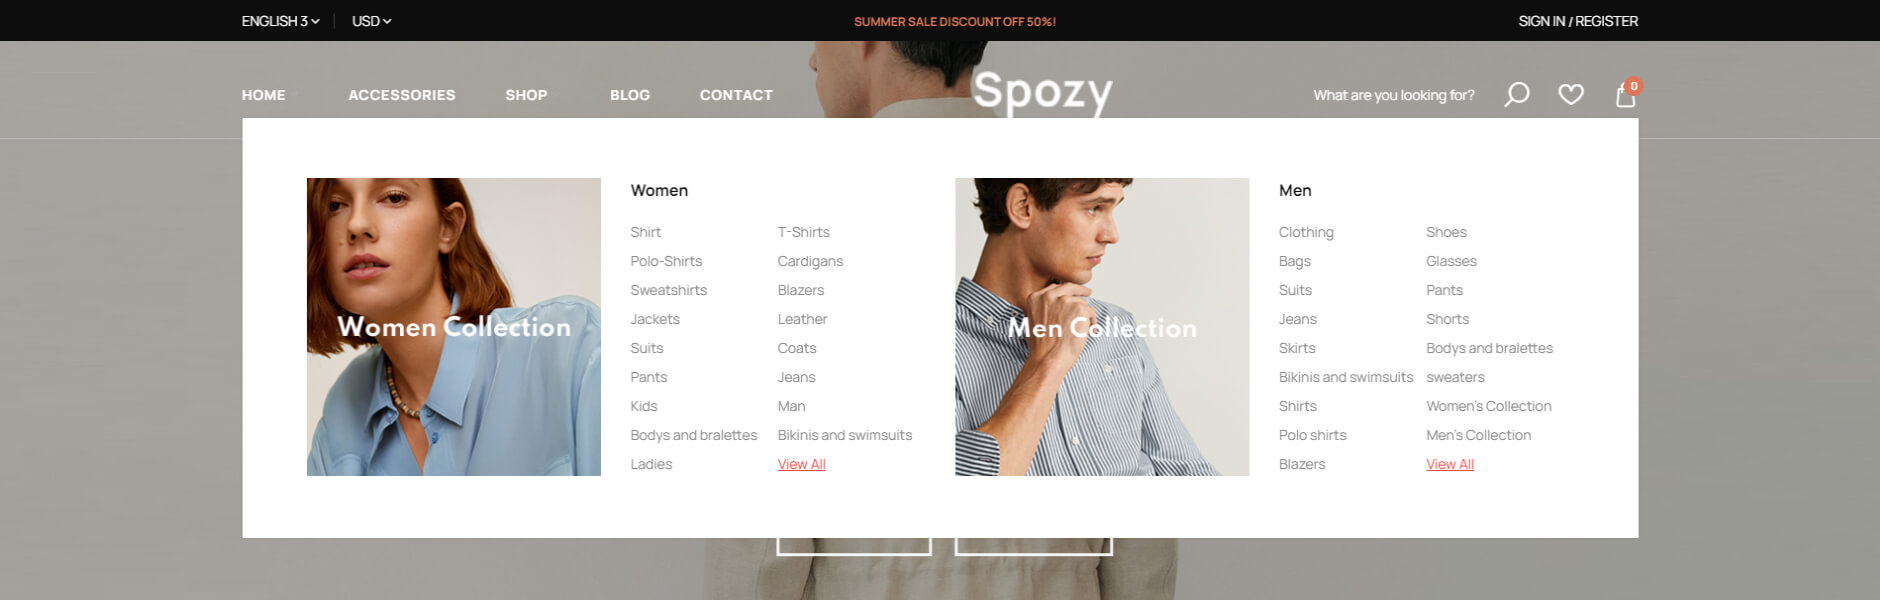 ENGLISH 3
USD
SUMMER SALE DISCOUNT OFF 50%!
SIGN IN / REGISTER
HOME
ACCESSORIES
SHOP
BLOG
CONTACT
Spozy
What are you looking for?
0
Women Collection
Women
Shirt
T-Shirts
Polo-Shirts
Cardigans
Sweatshirts
Blazers
Jackets
Leather
Suits
Coats
Pants
Jeans
Kids
Man
Bodys and bralettes
Bikinis and swimsuits
Ladies
View All
Men Collection
Men
Clothing
Shoes
Bags
Glasses
Suits
Pants
Jeans
Shorts
Skirts
Bodys and bralettes
Bikinis and swimsuits
sweaters
Shirts
Women's Collection
Polo shirts
Men's Collection
Blazers
View All